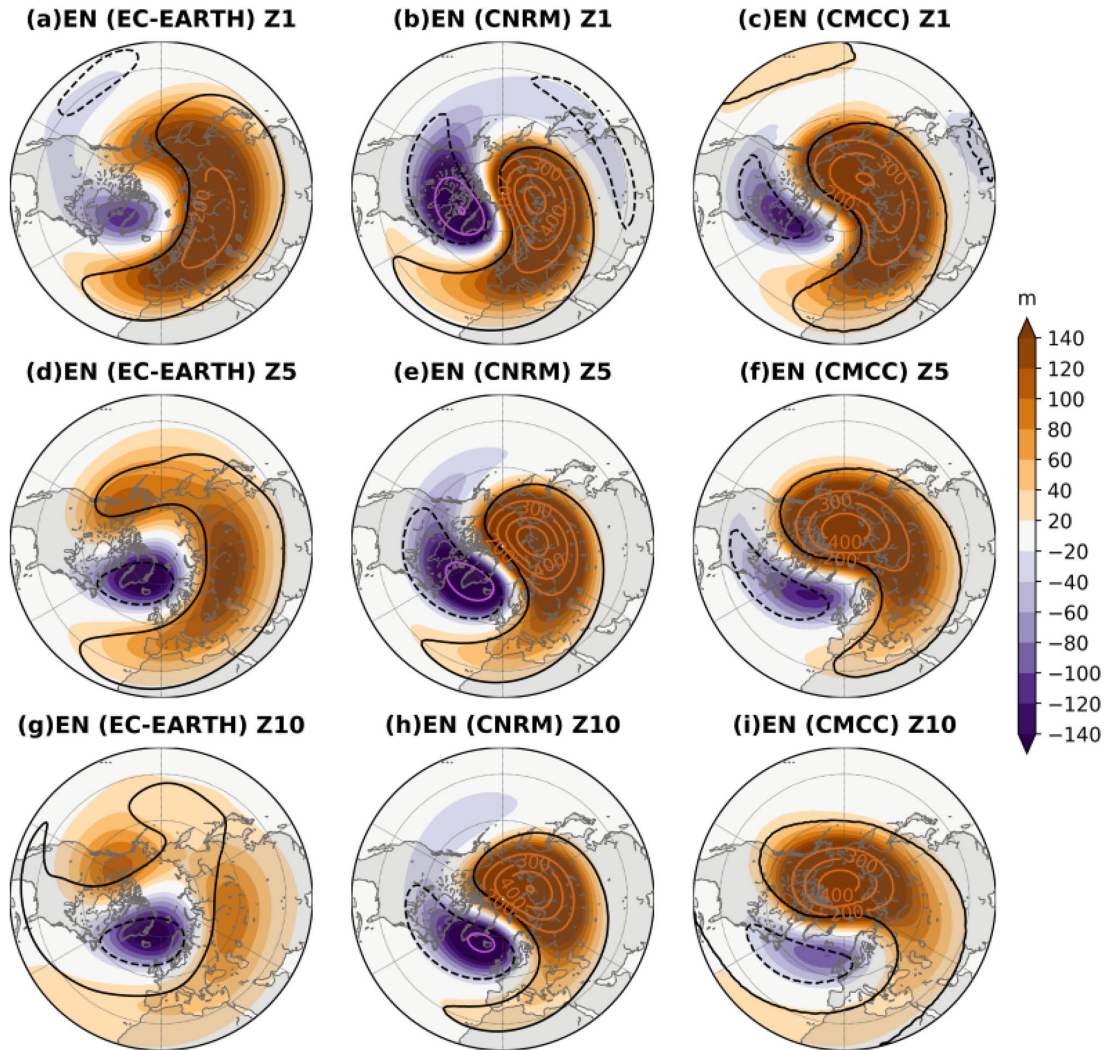 (a)EN (EC-EARTH) Z1
(b)EN (CNRM) Z1
(c)EN (CMCC) Z1
200
300
400
200
m
140
120
100
80
60
40
20
−20
−40
−60
−80
−100
−120
−140
(d)EN (EC-EARTH) Z5
(e)EN (CNRM) Z5
(f)EN (CMCC) Z5
300
400
300
400
200
(g)EN (EC-EARTH) Z10
(h)EN (CNRM) Z10
(i)EN (CMCC) Z10
300
300
400
200